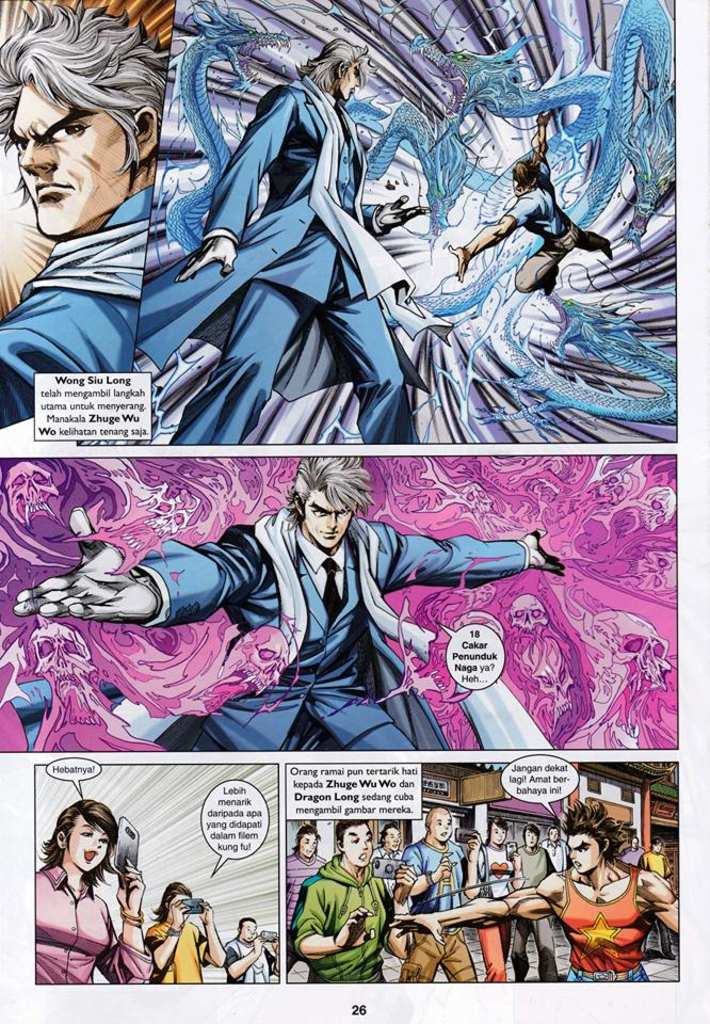 Wong Siu Long
telah mengambil langkah
utama untuk menyerang.
Manakala Zhuge Wu
Wo kelihatan tenang saja.
18
Cakar
Penunduk
Naga ya?
Heh...
Hebatnya!
Lebih
menarik
daripada apa
yang didapati
dalam filem
kung fu!
Orang ramai pun tertarik hati
kepada Zhuge Wu Wo dan
Dragon Long sedang cuba
mengambil gambar mereka.
Jangan dekat
lagi! Amat ber-
bahaya ini!
26